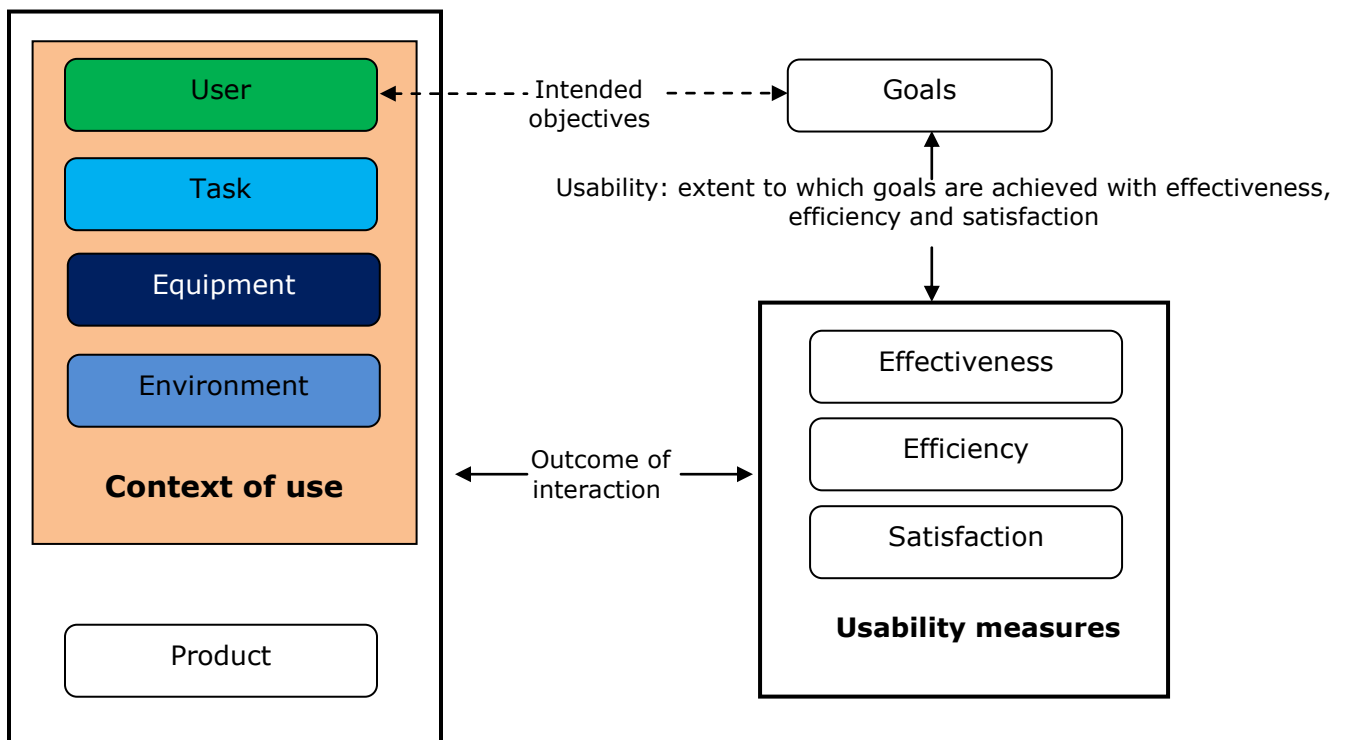 User
Task
Equipment
Environment
Context of use
Product
Intended
objectives
Goals
Usability: extent to which goals are achieved with effectiveness,
efficiency and satisfaction
Outcome of
interaction
Effectiveness
Efficiency
Satisfaction
Usability measures